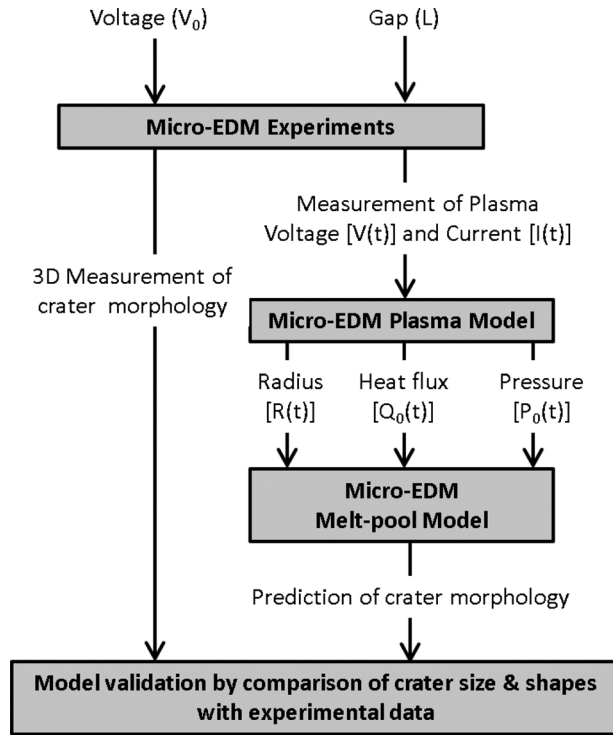 Voltage (V₀)
Gap (L)
Micro-EDM Experiments
Measurement of Plasma
Voltage [V(t)] and Current [I(t)]
3D Measurement of
crater morphology
Micro-EDM Plasma Model
Radius
[R(t)]
Heat flux
[Q₀(t)]
Pressure
[P₀(t)]
Micro-EDM
Melt-pool Model
Prediction of crater morphology
Model validation by comparison of crater size & shapes
with experimental data